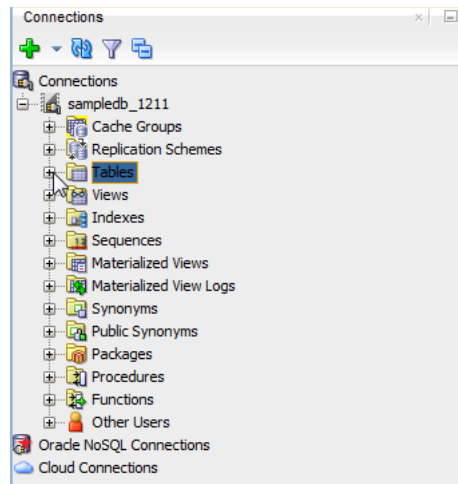 Connections
Connections
sampledb_1211
Cache Groups
Replication Schemes
Tables
Views
Indexes
Sequences
Materialized Views
Materialized View Logs
Synonyms
Public Synonyms
Packages
Procedures
Functions
Other Users
Oracle NoSQL Connections
Cloud Connections